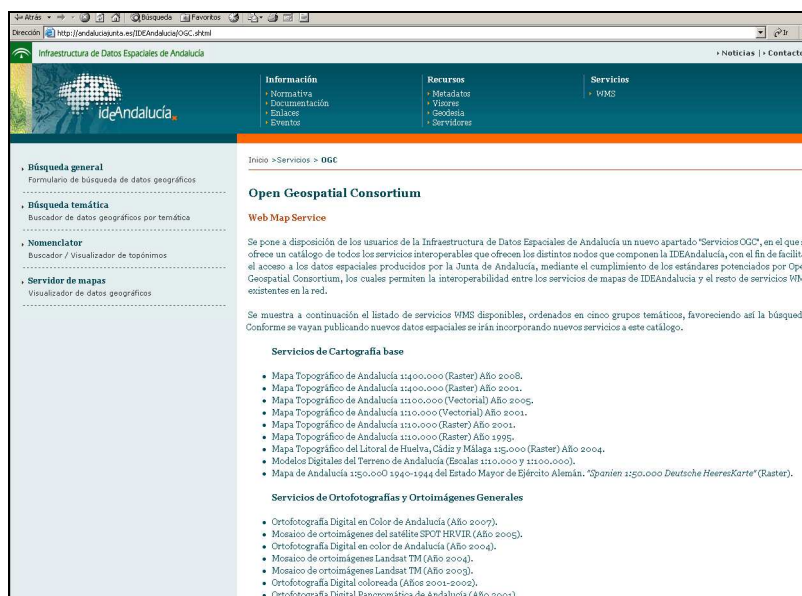 Atrás
Búsqueda
Favoritos
Dirección
http://andaluciajunta.es/IDEAndalucia/OGC.shtml
Ir
Infraestructura de Datos Espaciales de Andalucía
Noticias | Contacto
ideAndalucía
Información
Normativa
Documentación
Enlaces
Eventos
Recursos
Metadatos
Visores
Geodesia
Servidores
Servicios
WMS
Búsqueda general
Formulario de búsqueda de datos geográficos
Búsqueda temática
Buscador de datos geográficos por temática
Nomenclator
Buscador / Visualizador de topónimos
Servidor de mapas
Visualizador de datos geográficos
Inicio >Servicios > OGC
Open Geospatial Consortium
Web Map Service
Se pone a disposición de los usuarios de la Infraestructura de Datos Espaciales de Andalucía un nuevo apartado "Servicios OGC", en el que
ofrece un catálogo de todos los servicios interoperables que ofrecen los distintos nodos que componen la IDEAndalucía, con el fin de facilita
el acceso a los datos espaciales producidos por la Junta de Andalucía, mediante el cumplimiento de los estándares potenciados por Ope
Geospatial Consortium, los cuales permiten la interoperabilidad entre los servicios de mapas de IDEAndalucia y el resto de servicios WM
existentes en la red.
Se muestra a continuación el listado de servicios WMS disponibles, ordenados en cinco grupos temáticos, favoreciendo así la búsqued
Conforme se vayan publicando nuevos datos espaciales se irán incorporando nuevos servicios a este catálogo.
Servicios de Cartografía base
Mapa Topográfico de Andalucía 1:400.000 (Raster) Año 2008.
Mapa Topográfico de Andalucía 1:400.000 (Raster) Año 2001.
Mapa Topográfico de Andalucía 1:100.000 (Vectorial) Año 2005.
Mapa Topográfico de Andalucía 1:10.000 (Vectorial) Año 2001.
Mapa Topográfico de Andalucía 1:10.000 (Raster) Año 2001.
Mapa Topográfico de Andalucía 1:10.000 (Raster) Año 1995.
Mapa Topográfico del Litoral de Huelva, Cádiz y Málaga 1:5.000 (Raster) Año 2004.
Modelos Digitales del Terreno de Andalucía (Escalas 1:10.000 y 1:100.000).
Mapa de Andalucía 1:50.000 1940-1944 del Estado Mayor de Ejército Alemán. "Spanien 1:50.000 Deutsche HeeresKarte" (Raster).
Servicios de Ortofotografías y Ortoimágenes Generales
Ortofotografía Digital en Color de Andalucía (Año 2007).
Mosaico de ortoimágenes del satélite SPOT HRVIR (Año 2005).
Ortofotografía Digital en color de Andalucía (Año 2004).
Mosaico de ortoimágenes Landsat TM (Año 2004).
Mosaico de ortoimágenes Landsat TM (Año 2003).
Ortofotografía Digital coloreada (Años 2001-2002).
Ortofotografía Digital Pancromática de Andalucía (Año 2001).